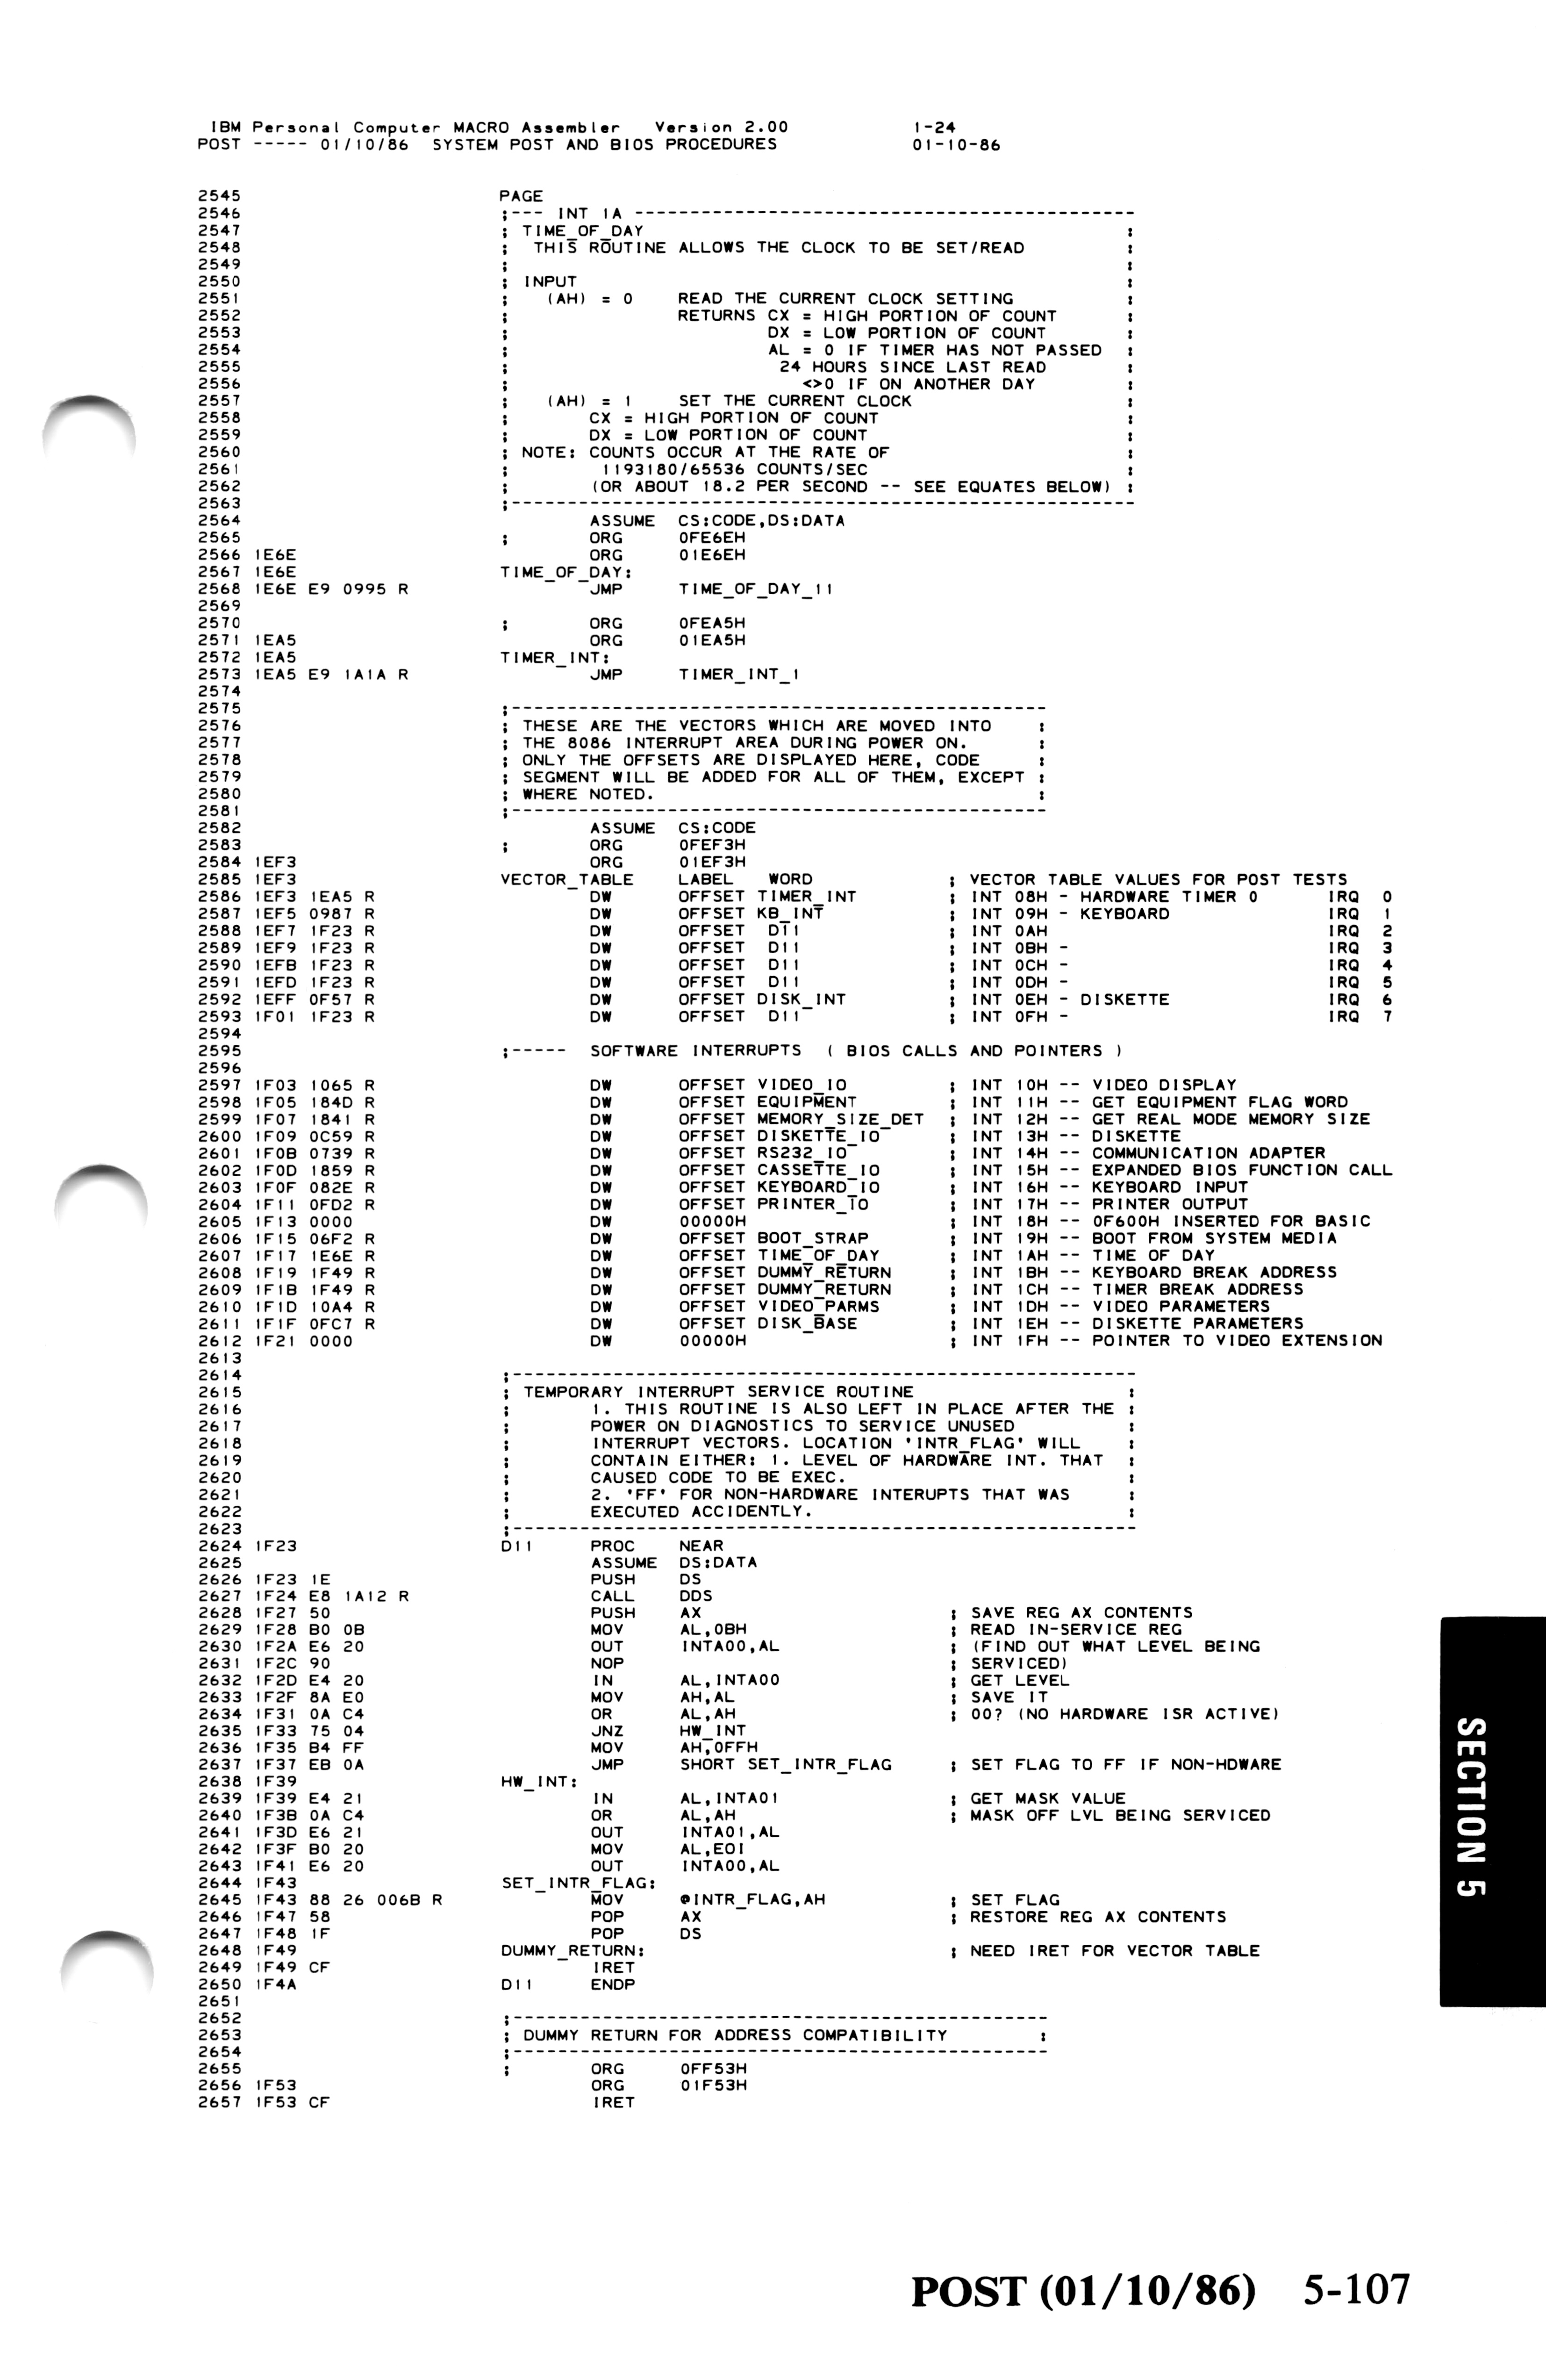 IBM Personal Computer MACRO Assembler   Version 2.00          1-24
POST ----- 01/10/86  SYSTEM POST AND BIOS PROCEDURES          01-10-86
2545                PAGE
2546                ;--- INT 1A -------------------------------------------
2547                ; TIME_OF_DAY                                         :
2548                ;  THIS ROUTINE ALLOWS THE CLOCK TO BE SET/READ       :
2549                ;                                                     :
2550                ; INPUT                                               :
2551                ;   (AH) = 0    READ THE CURRENT CLOCK SETTING        :
2552                ;               RETURNS CX = HIGH PORTION OF COUNT    :
2553                ;                       DX = LOW PORTION OF COUNT     :
2554                ;                       AL = 0 IF TIMER HAS NOT PASSED :
2555                ;                        24 HOURS SINCE LAST READ     :
2556                ;                          <>0 IF ON ANOTHER DAY      :
2557                ;   (AH) = 1    SET THE CURRENT CLOCK                 :
2558                ;       CX = HIGH PORTION OF COUNT                    :
2559                ;       DX = LOW PORTION OF COUNT                     :
2560                ; NOTE: COUNTS OCCUR AT THE RATE OF                   :
2561                ;        1193180/65536 COUNTS/SEC                     :
2562                ;       (OR ABOUT 18.2 PER SECOND -- SEE EQUATES BELOW) :
2563                ;------------------------------------------------------
2564                        ASSUME  CS:CODE,DS:DATA
2565                ;       ORG     0FE6EH
2566 1E6E                   ORG     01E6EH
2567 1E6E           TIME_OF_DAY:
2568 1E6E E9 0995 R         JMP     TIME_OF_DAY_11
2569
2570                ;       ORG     0FEA5H
2571 1EA5                   ORG     01EA5H
2572 1EA5           TIMER_INT:
2573 1EA5 E9 1A1A R         JMP     TIMER_INT_1
2574
2575                ;-----------------------------------------------
2576                ; THESE ARE THE VECTORS WHICH ARE MOVED INTO    :
2577                ; THE 8086 INTERRUPT AREA DURING POWER ON.      :
2578                ; ONLY THE OFFSETS ARE DISPLAYED HERE, CODE     :
2579                ; SEGMENT WILL BE ADDED FOR ALL OF THEM, EXCEPT :
2580                ; WHERE NOTED.                                  :
2581                ;-----------------------------------------------
2582                        ASSUME  CS:CODE
2583                ;       ORG     0FEF3H
2584 1EF3                   ORG     01EF3H
2585 1EF3           VECTOR_TABLE    LABEL   WORD            ; VECTOR TABLE VALUES FOR POST TESTS
2586 1EF3 1EA5 R            DW      OFFSET TIMER_INT        ; INT 08H - HARDWARE TIMER 0      IRQ  0
2587 1EF5 0987 R            DW      OFFSET KB_INT           ; INT 09H - KEYBOARD              IRQ  1
2588 1EF7 1F23 R            DW      OFFSET  D11             ; INT 0AH                         IRQ  2
2589 1EF9 1F23 R            DW      OFFSET  D11             ; INT 0BH -                       IRQ  3
2590 1EFB 1F23 R            DW      OFFSET  D11             ; INT 0CH -                       IRQ  4
2591 1EFD 1F23 R            DW      OFFSET  D11             ; INT 0DH -                       IRQ  5
2592 1EFF 0F57 R            DW      OFFSET DISK_INT         ; INT 0EH - DISKETTE              IRQ  6
2593 1F01 1F23 R            DW      OFFSET  D11             ; INT 0FH -                       IRQ  7
2594
2595                ;-----  SOFTWARE INTERRUPTS  ( BIOS CALLS AND POINTERS )
2596
2597 1F03 1065 R            DW      OFFSET VIDEO_IO         ; INT 10H -- VIDEO DISPLAY
2598 1F05 184D R            DW      OFFSET EQUIPMENT        ; INT 11H -- GET EQUIPMENT FLAG WORD
2599 1F07 1841 R            DW      OFFSET MEMORY_SIZE_DET  ; INT 12H -- GET REAL MODE MEMORY SIZE
2600 1F09 0C59 R            DW      OFFSET DISKETTE_IO      ; INT 13H -- DISKETTE
2601 1F0B 0739 R            DW      OFFSET RS232_IO         ; INT 14H -- COMMUNICATION ADAPTER
2602 1F0D 1859 R            DW      OFFSET CASSETTE_IO      ; INT 15H -- EXPANDED BIOS FUNCTION CALL
2603 1F0F 082E R            DW      OFFSET KEYBOARD_IO      ; INT 16H -- KEYBOARD INPUT
2604 1F11 0FD2 R            DW      OFFSET PRINTER_IO       ; INT 17H -- PRINTER OUTPUT
2605 1F13 0000              DW      00000H                  ; INT 18H -- 0F600H INSERTED FOR BASIC
2606 1F15 06F2 R            DW      OFFSET BOOT_STRAP       ; INT 19H -- BOOT FROM SYSTEM MEDIA
2607 1F17 1E6E R            DW      OFFSET TIME_OF_DAY      ; INT 1AH -- TIME OF DAY
2608 1F19 1F49 R            DW      OFFSET DUMMY_RETURN     ; INT 1BH -- KEYBOARD BREAK ADDRESS
2609 1F1B 1F49 R            DW      OFFSET DUMMY_RETURN     ; INT 1CH -- TIMER BREAK ADDRESS
2610 1F1D 10A4 R            DW      OFFSET VIDEO_PARMS      ; INT 1DH -- VIDEO PARAMETERS
2611 1F1F 0FC7 R            DW      OFFSET DISK_BASE        ; INT 1EH -- DISKETTE PARAMETERS
2612 1F21 0000              DW      00000H                  ; INT 1FH -- POINTER TO VIDEO EXTENSION
2613
2614                ;-------------------------------------------------------
2615                ; TEMPORARY INTERRUPT SERVICE ROUTINE                   :
2616                ;       1. THIS ROUTINE IS ALSO LEFT IN PLACE AFTER THE :
2617                ;       POWER ON DIAGNOSTICS TO SERVICE UNUSED          :
2618                ;       INTERRUPT VECTORS. LOCATION 'INTR_FLAG' WILL    :
2619                ;       CONTAIN EITHER: 1. LEVEL OF HARDWARE INT. THAT  :
2620                ;       CAUSED CODE TO BE EXEC.                         :
2621                ;       2. 'FF' FOR NON-HARDWARE INTERUPTS THAT WAS     :
2622                ;       EXECUTED ACCIDENTLY.                            :
2623                ;-------------------------------------------------------
2624 1F23           D11     PROC    NEAR
2625                        ASSUME  DS:DATA
2626 1F23 1E                PUSH    DS
2627 1F24 E8 1A12 R         CALL    DDS
2628 1F27 50                PUSH    AX                      ; SAVE REG AX CONTENTS
2629 1F28 B0 0B             MOV     AL,0BH                  ; READ IN-SERVICE REG
2630 1F2A E6 20             OUT     INTA00,AL               ; (FIND OUT WHAT LEVEL BEING
2631 1F2C 90                NOP                             ; SERVICED)
2632 1F2D E4 20             IN      AL,INTA00               ; GET LEVEL
2633 1F2F 8A E0             MOV     AH,AL                   ; SAVE IT
2634 1F31 0A C4             OR      AL,AH                   ; 00? (NO HARDWARE ISR ACTIVE)
2635 1F33 75 04             JNZ     HW_INT
2636 1F35 B4 FF             MOV     AH,0FFH
2637 1F37 EB 0A             JMP     SHORT SET_INTR_FLAG     ; SET FLAG TO FF IF NON-HDWARE
2638 1F39           HW_INT:
2639 1F39 E4 21             IN      AL,INTA01               ; GET MASK VALUE
2640 1F3B 0A C4             OR      AL,AH                   ; MASK OFF LVL BEING SERVICED
2641 1F3D E6 21             OUT     INTA01,AL
2642 1F3F B0 20             MOV     AL,EOI
2643 1F41 E6 20             OUT     INTA00,AL
2644 1F43           SET_INTR_FLAG:
2645 1F43 88 26 006B R      MOV     @INTR_FLAG,AH           ; SET FLAG
2646 1F47 58                POP     AX                      ; RESTORE REG AX CONTENTS
2647 1F48 1F                POP     DS
2648 1F49           DUMMY_RETURN:                           ; NEED IRET FOR VECTOR TABLE
2649 1F49 CF                IRET
2650 1F4A           D11     ENDP
2651
2652                ;-----------------------------------------------
2653                ; DUMMY RETURN FOR ADDRESS COMPATIBILITY        :
2654                ;-----------------------------------------------
2655                ;       ORG     0FF53H
2656 1F53                   ORG     01F53H
2657 1F53 CF                IRET
SECTION 5
POST (01/10/86)   5-107